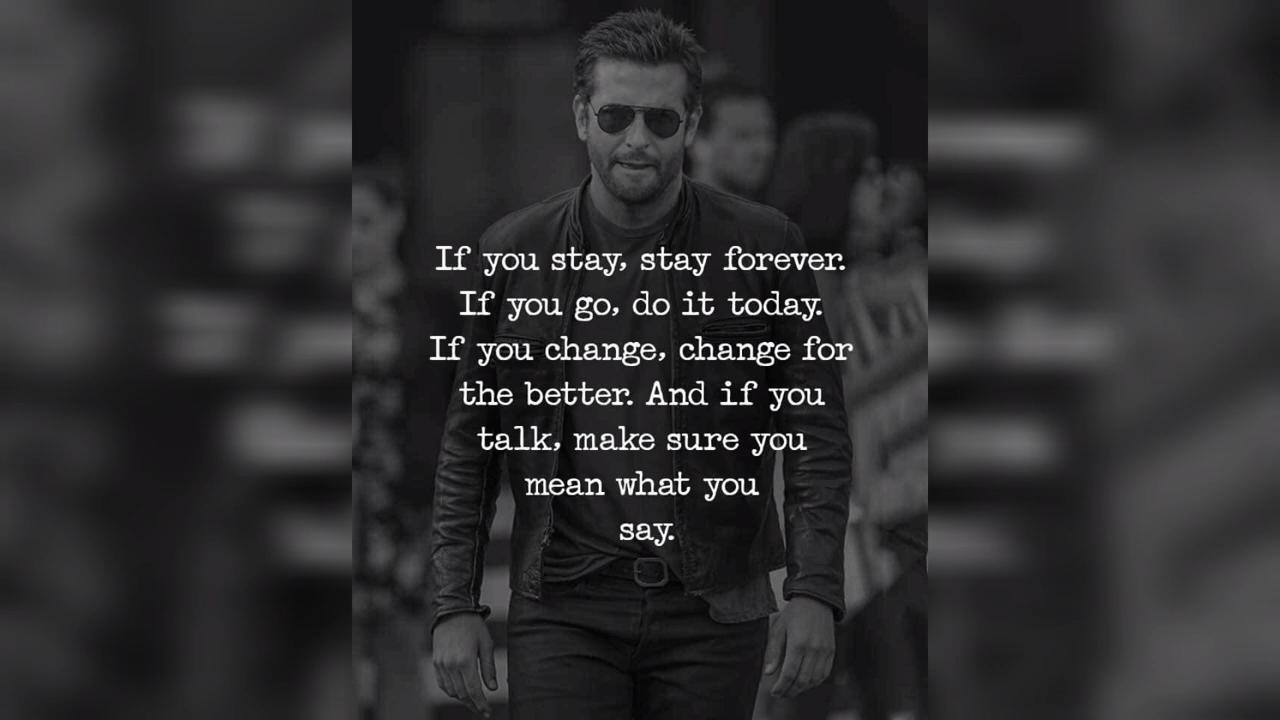 If you stay, stay forever.
If you go, do it today.
If you change, change for
the better. And if you
talk, make sure you
mean what you
say.